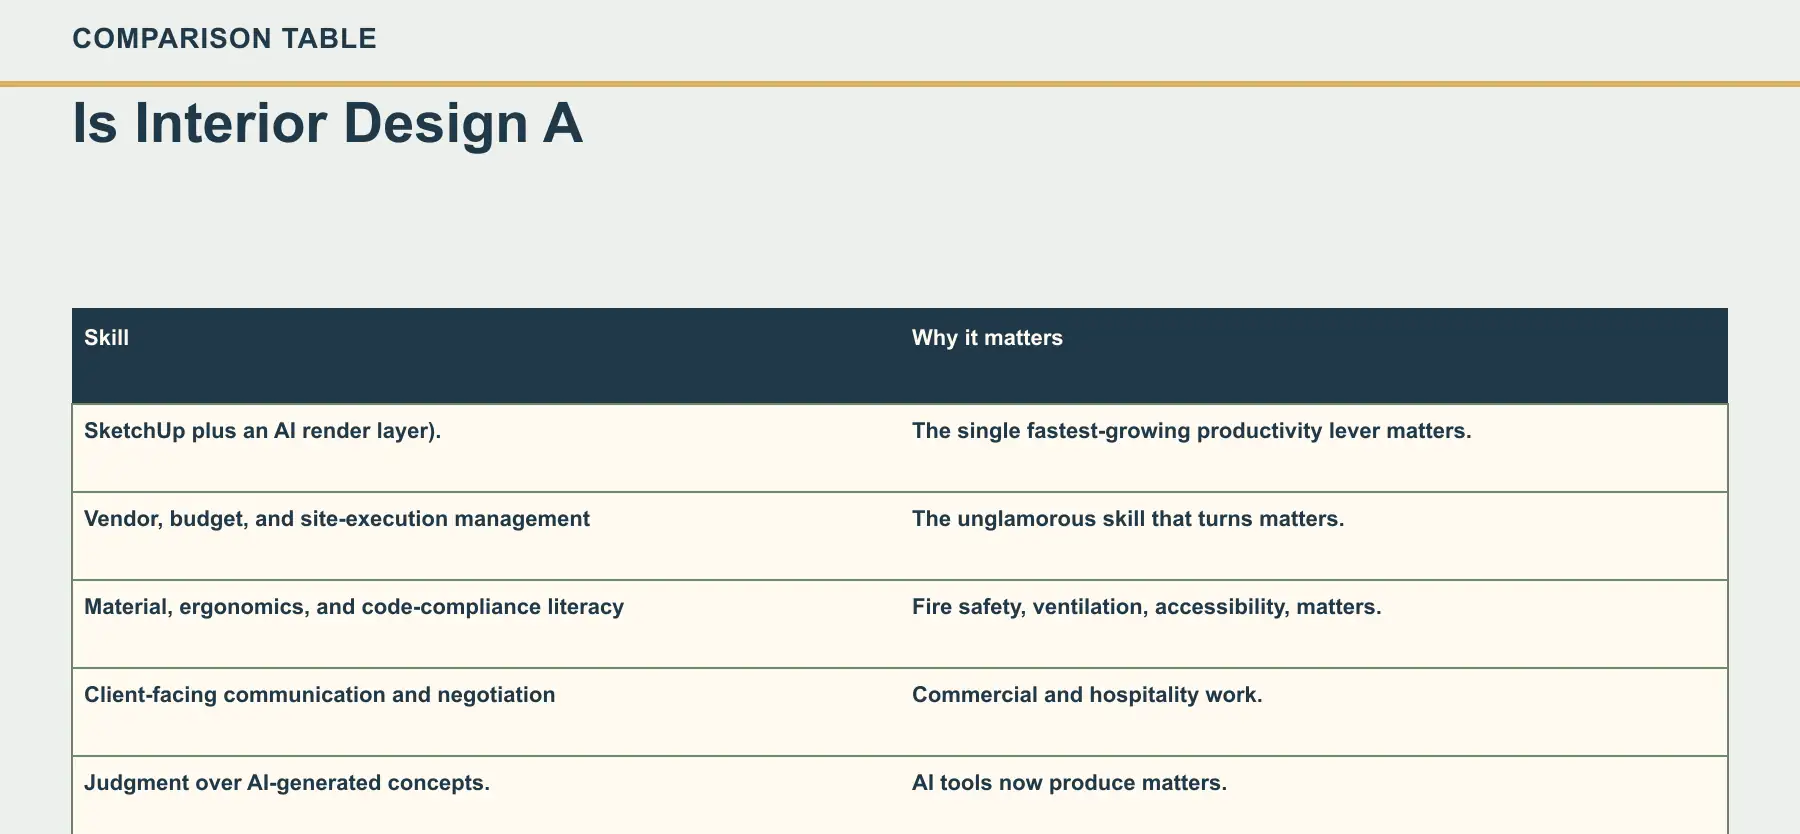 COMPARISON TABLE
Is Interior Design A
Skill
Why it matters
SketchUp plus an AI render layer).
The single fastest-growing productivity lever matters.
Vendor, budget, and site-execution management
The unglamorous skill that turns matters.
Material, ergonomics, and code-compliance literacy
Fire safety, ventilation, accessibility, matters.
Client-facing communication and negotiation
Commercial and hospitality work.
Judgment over AI-generated concepts.
AI tools now produce matters.